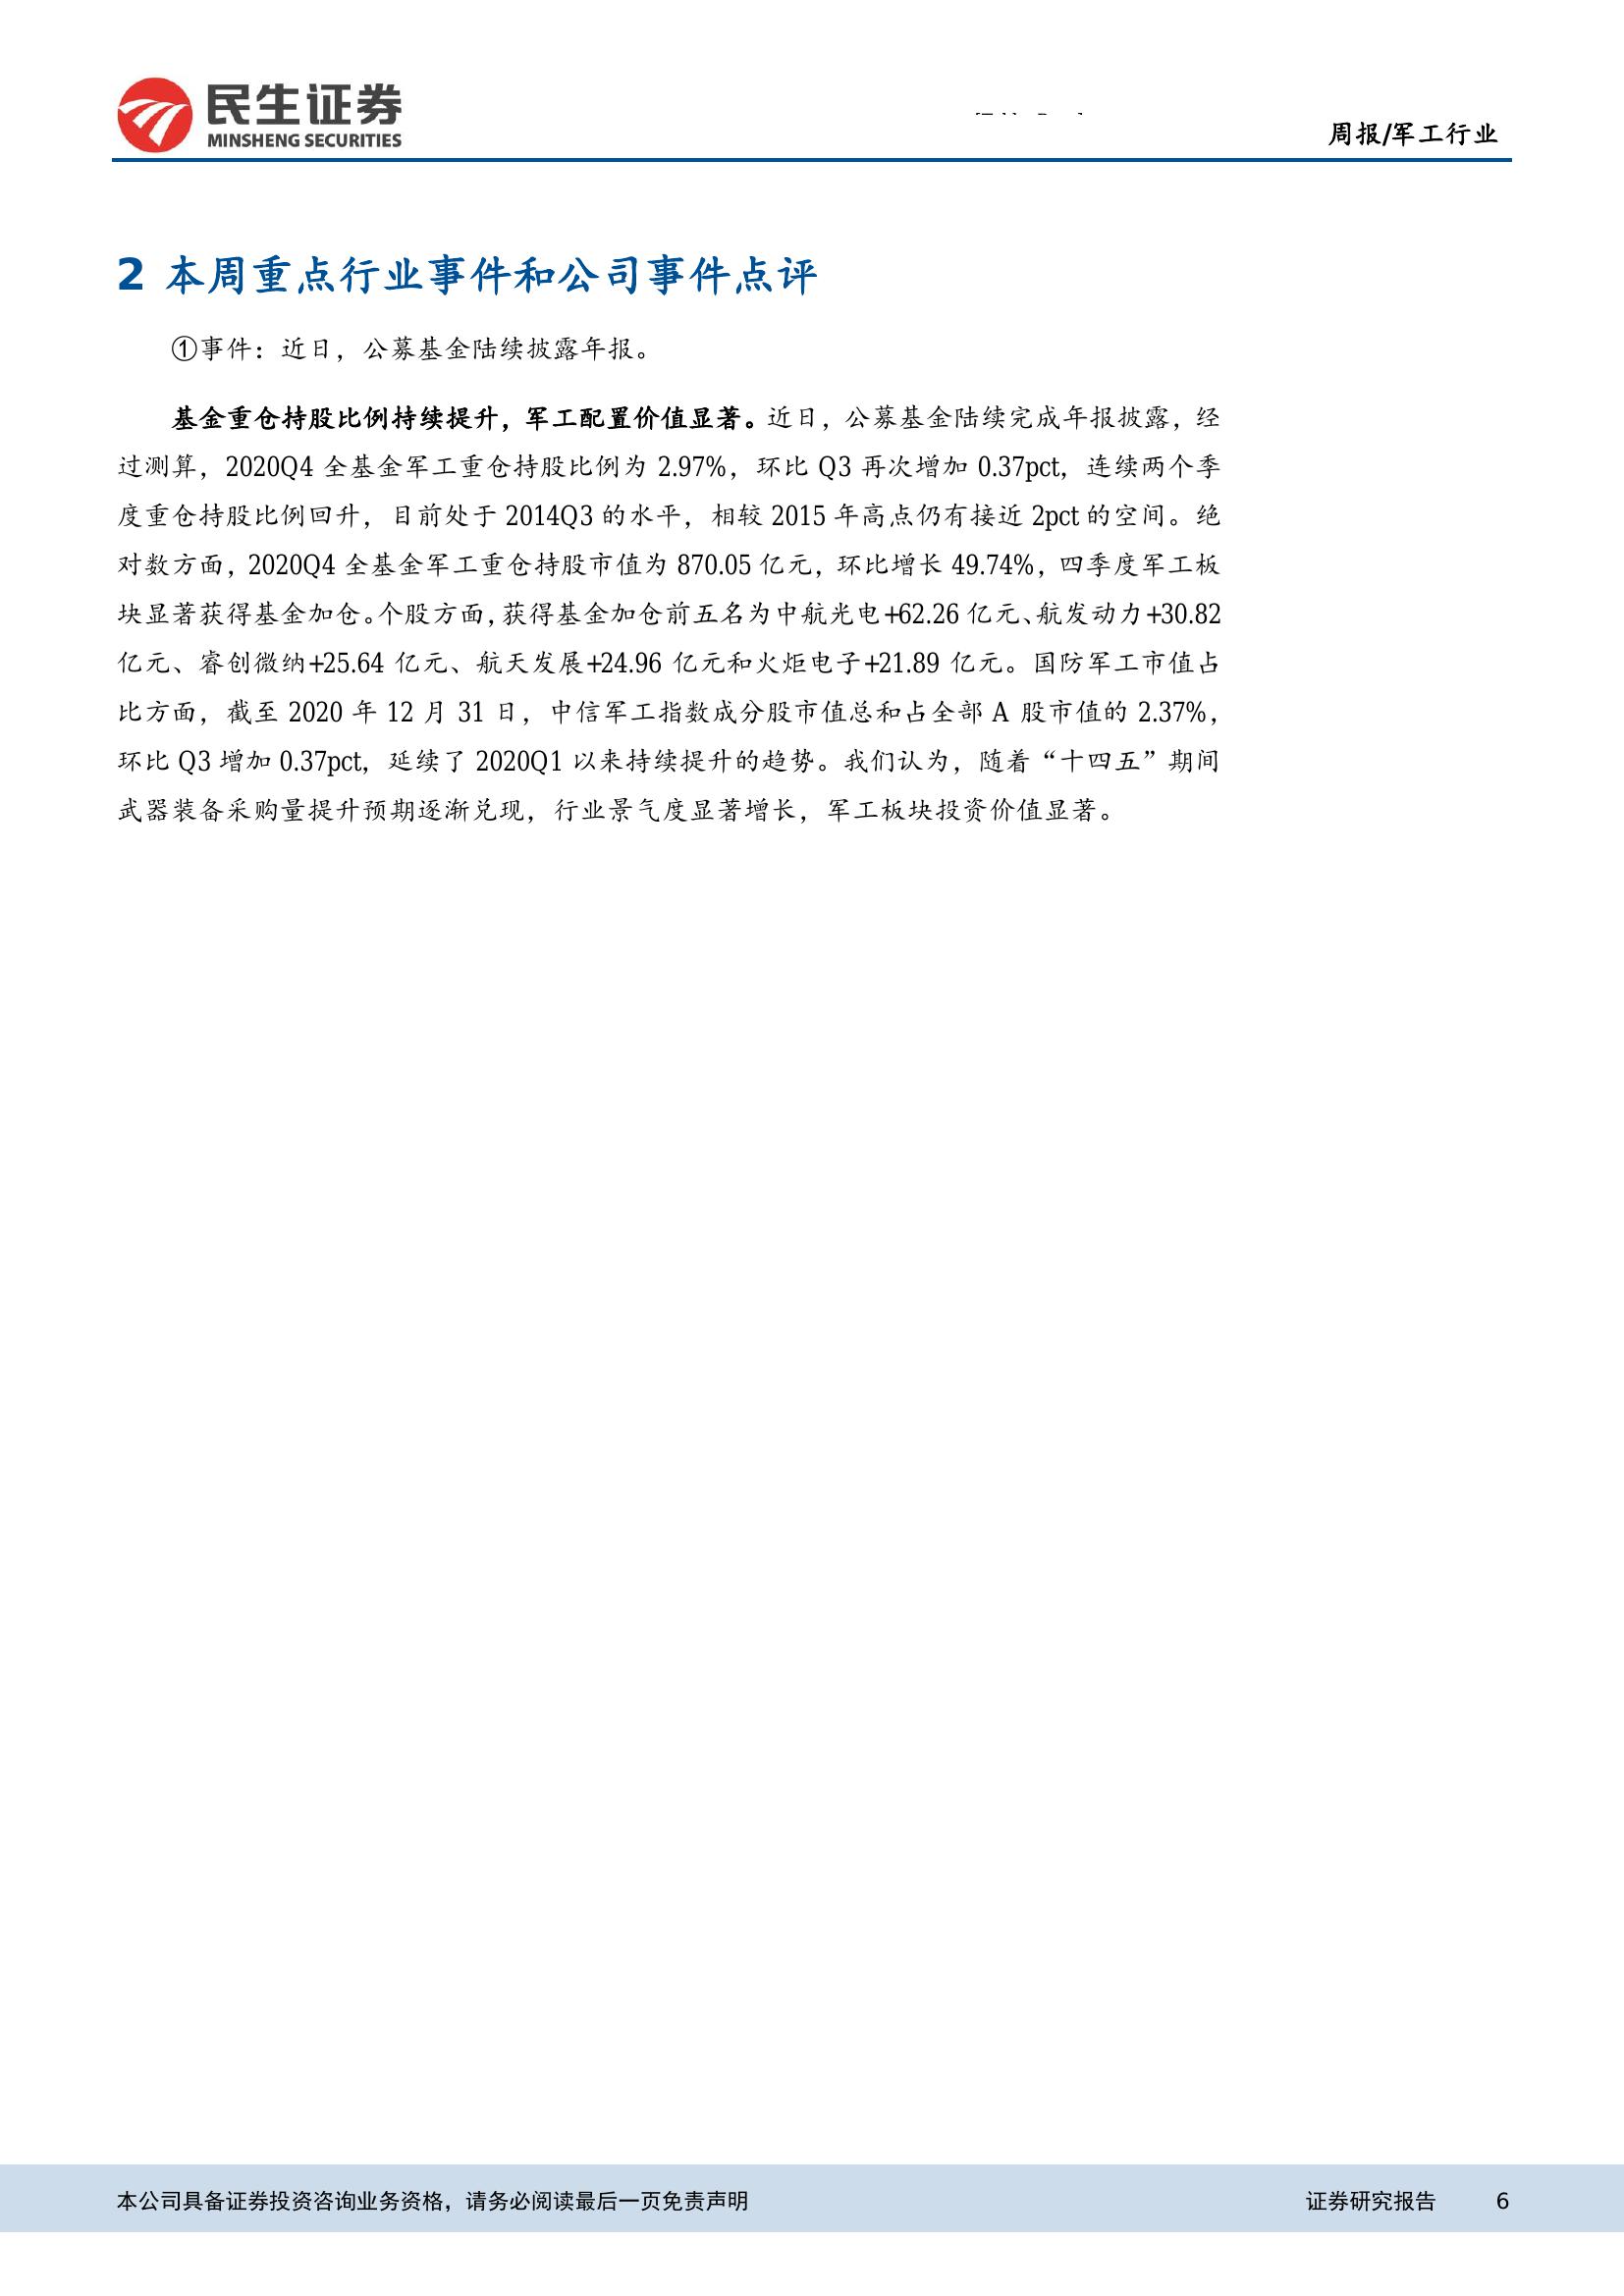 民生证券
MINSHENG SECURITIES
周报/军工行业
2 本周重点行业事件和公司事件点评
①事件：近日，公募基金陆续披露年报。
基金重仓持股比例持续提升，军工配置价值显著。近日，公募基金陆续完成年报披露，经
过测算，2020Q4 全基金军工重仓持股比例为 2.97%，环比 Q3 再次增加 0.37pct，连续两个季
度重仓持股比例回升，目前处于 2014Q3 的水平，相较 2015 年高点仍有接近 2pct 的空间。绝
对数方面，2020Q4 全基金军工重仓持股市值为 870.05 亿元，环比增长 49.74%，四季度军工板
块显著获得基金加仓。个股方面，获得基金加仓前五名为中航光电+62.26 亿元、航发动力+30.82
亿元、睿创微纳+25.64 亿元、航天发展+24.96 亿元和火炬电子+21.89 亿元。国防军工市值占
比方面，截至 2020 年 12 月 31 日，中信军工指数成分股市值总和占全部 A 股市值的 2.37%，
环比 Q3 增加 0.37pct，延续了 2020Q1 以来持续提升的趋势。我们认为，随着“十四五”期间
武器装备采购量提升预期逐渐兑现，行业景气度显著增长，军工板块投资价值显著。
本公司具备证券投资咨询业务资格，请务必阅读最后一页免责声明
证券研究报告 6